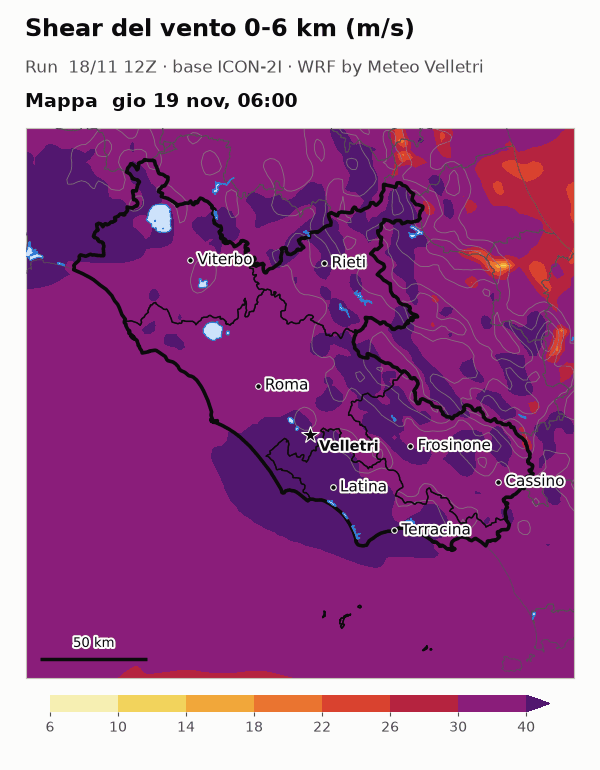 Shear del vento 0-6 km (m/s)
Run  18/11 12Z · base ICON-2I · WRF by Meteo Velletri
Mappa  gio 19 nov, 06:00
Viterbo
Rieti
Roma
Velletri
Frosinone
Latina
Cassino
Terracina
50 km
6 10 14 18 22 26 30 40